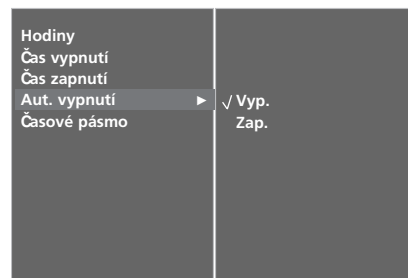 Hodiny
Čas vypnutí
Čas zapnutí
Aut. vypnutí ►
Časové pásmo
√ Vyp.
Zap.